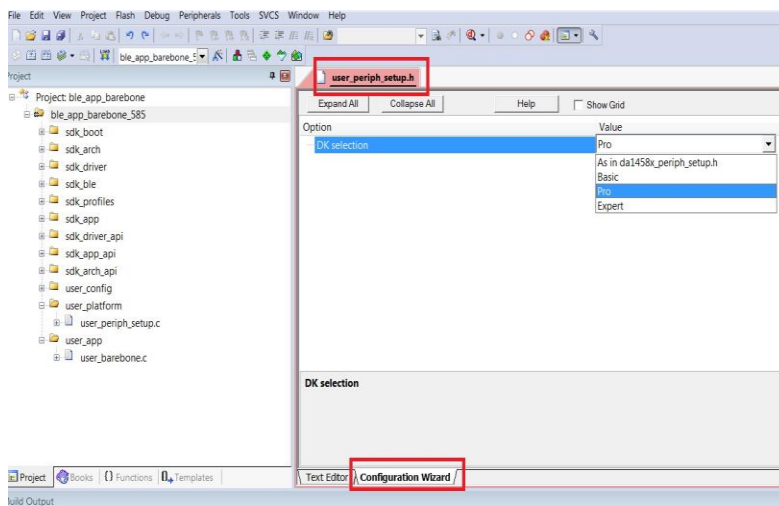 File Edit View Project Flash Debug Peripherals Tools SVCS Window Help
ble_app_barebone_5
Project
user_periph_setup.h
Project: ble_app_barebone
ble_app_barebone_585
sdk_boot
sdk_arch
sdk_driver
sdk_ble
sdk_profiles
sdk_app
sdk_driver_api
sdk_app_api
sdk_arch_api
user_config
user_platform
user_periph_setup.c
user_app
user_barebone.c
Expand All Collapse All Help Show Grid
Option Value
DK selection Pro
As in da1458x_periph_setup.h
Basic
Pro
Expert
DK selection
Project Books {} Functions Templates
Text Editor Configuration Wizard
Build Output